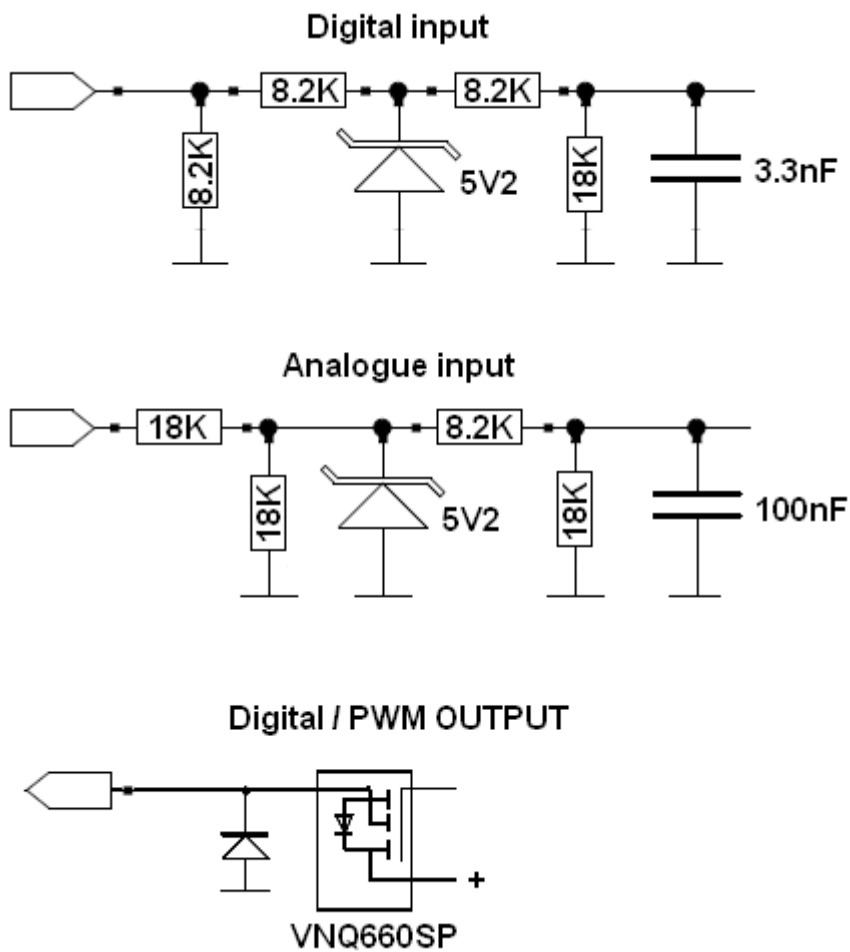 Digital input
8.2K 8.2K
8.2K 5V2 18K 3.3nF
Analogue input
18K 8.2K
18K 5V2 18K 100nF
Digital / PWM OUTPUT
+
VNQ660SP